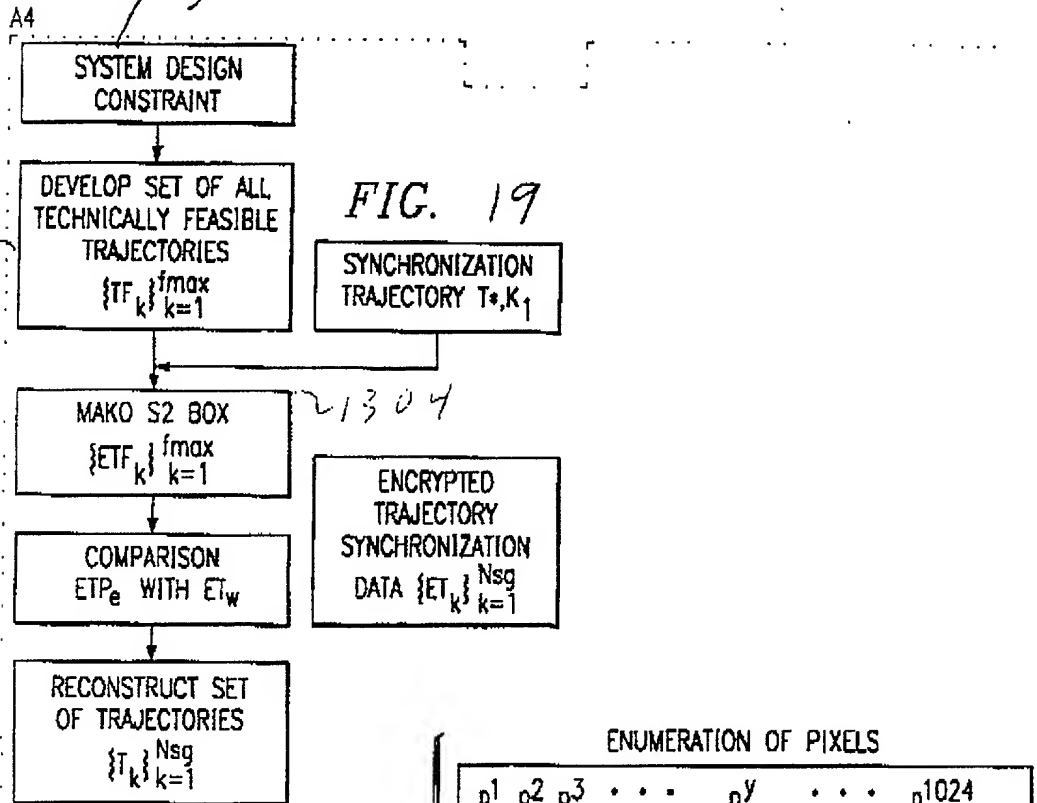 A4
SYSTEM DESIGN
CONSTRAINT
DEVELOP SET OF ALL
TECHNICALLY FEASIBLE
TRAJECTORIES
{TF_k}^fmax_k=1
FIG. 19
SYNCHRONIZATION
TRAJECTORY T*,K_1
MAKO S2 BOX
{ETF_k}^fmax_k=1
1304
ENCRYPTED
TRAJECTORY
SYNCHRONIZATION
DATA {ET_k}^Nsg_k=1
COMPARISON
ETP_e WITH ET_w
RECONSTRUCT SET
OF TRAJECTORIES
{T_k}^Nsg_k=1
ENUMERATION OF PIXELS
p^1 p^2 p^3 • • • p^y • • • p^1024